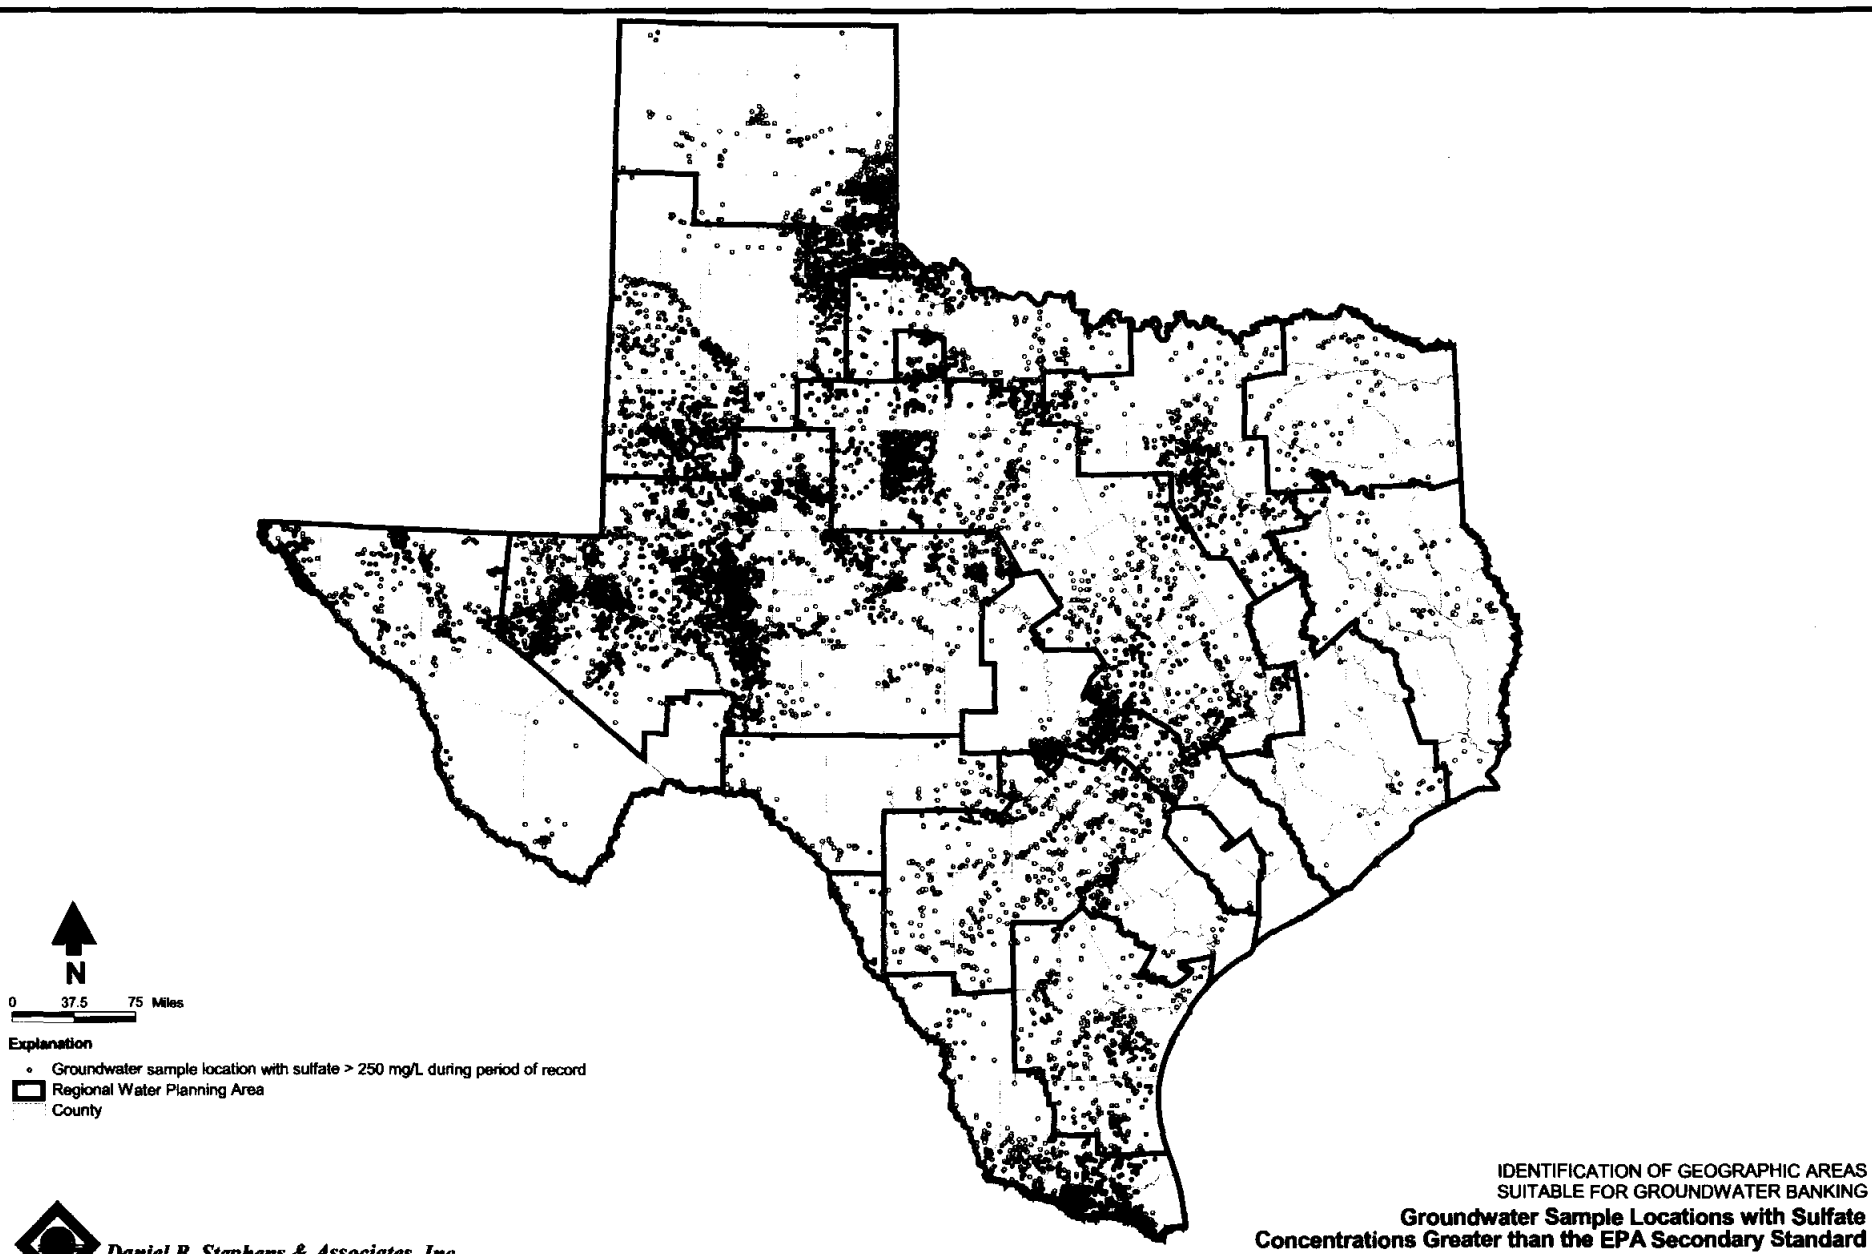 N
0 37.5 75 Miles
Explanation
Groundwater sample location with sulfate > 250 mg/L during period of record
Regional Water Planning Area
County
Daniel B. Stephens & Associates, Inc.
IDENTIFICATION OF GEOGRAPHIC AREAS
SUITABLE FOR GROUNDWATER BANKING
Groundwater Sample Locations with Sulfate
Concentrations Greater than the EPA Secondary Standard